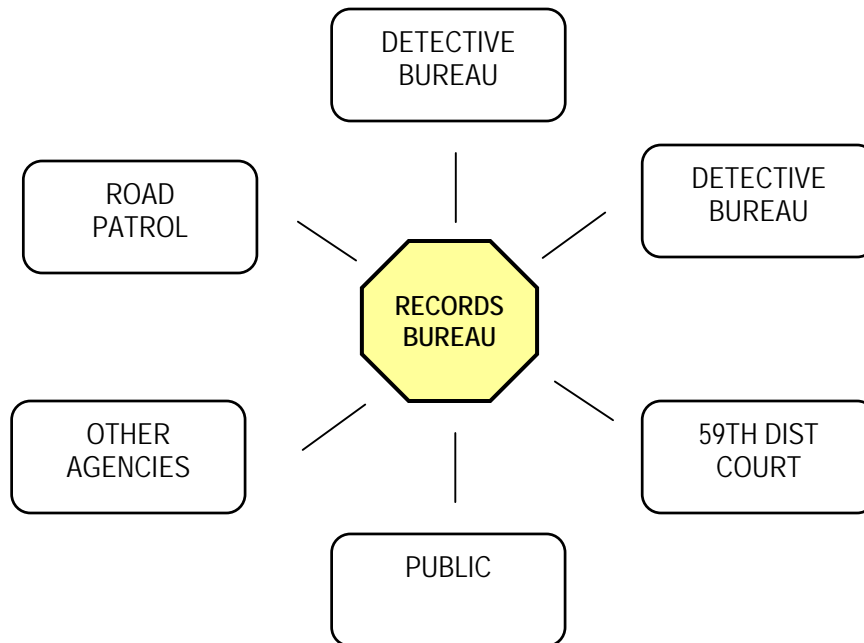 DETECTIVE
BUREAU
ROAD
PATROL
DETECTIVE
BUREAU
RECORDS
BUREAU
OTHER
AGENCIES
59TH DIST
COURT
PUBLIC